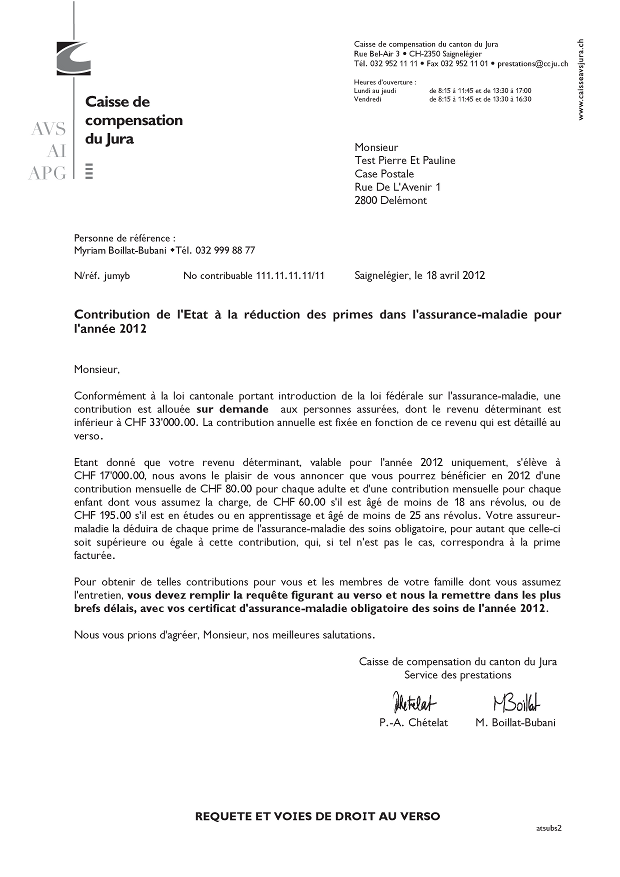 Caisse de compensation du canton du Jura
Rue Bel-Air 3 • CH-2350 Saignelégier
Tél. 032 952 11 11 • Fax 032 952 11 01 • prestations@ccju.ch
Heures d'ouverture :
Lundi au jeudi de 8:15 à 11:45 et de 13:30 à 17:00
Vendredi de 8:15 à 11:45 et de 13:30 à 16:30
www.caisseavsjura.ch
Caisse de
compensation
du Jura
AVS
AI
APG
Monsieur
Test Pierre Et Pauline
Case Postale
Rue De L'Avenir 1
2800 Delémont
Personne de référence :
Myriam Boillat-Bubani •Tél. 032 999 88 77
N/réf. jumyb No contribuable 111.11.11.11/11 Saignelégier, le 18 avril 2012
Contribution de l'Etat à la réduction des primes dans l'assurance-maladie pour
l'année 2012
Monsieur,
Conformément à la loi cantonale portant introduction de la loi fédérale sur l'assurance-maladie, une
contribution est allouée sur demande aux personnes assurées, dont le revenu déterminant est
inférieur à CHF 33'000.00. La contribution annuelle est fixée en fonction de ce revenu qui est détaillé au
verso.
Etant donné que votre revenu déterminant, valable pour l'année 2012 uniquement, s'élève à
CHF 17'000.00, nous avons le plaisir de vous annoncer que vous pourrez bénéficier en 2012 d'une
contribution mensuelle de CHF 80.00 pour chaque adulte et d'une contribution mensuelle pour chaque
enfant dont vous assumez la charge, de CHF 60.00 s'il est âgé de moins de 18 ans révolus, ou de
CHF 195.00 s'il est en études ou en apprentissage et âgé de moins de 25 ans révolus. Votre assureur-
maladie la déduira de chaque prime de l'assurance-maladie des soins obligatoire, pour autant que celle-ci
soit supérieure ou égale à cette contribution, qui, si tel n'est pas le cas, correspondra à la prime
facturée.
Pour obtenir de telles contributions pour vous et les membres de votre famille dont vous assumez
l'entretien, vous devez remplir la requête figurant au verso et nous la remettre dans les plus
brefs délais, avec vos certificat d'assurance-maladie obligatoire des soins de l'année 2012.
Nous vous prions d'agréer, Monsieur, nos meilleures salutations.
Caisse de compensation du canton du Jura
Service des prestations
PChételat MBoillat
P.-A. Chételat M. Boillat-Bubani
REQUETE ET VOIES DE DROIT AU VERSO
atsubs2